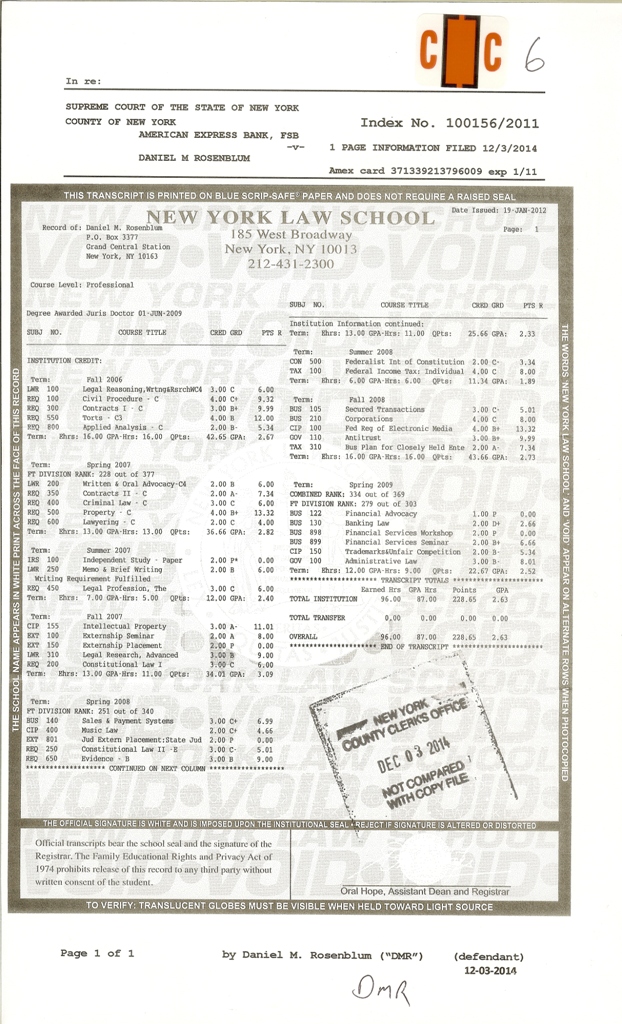 C C 6
In re:
SUPREME COURT OF THE STATE OF NEW YORK
COUNTY OF NEW YORK
Index No. 100156/2011
AMERICAN EXPRESS BANK, FSB
-v-
1 PAGE INFORMATION FILED 12/3/2014
DANIEL M ROSENBLUM
Amex card 371339213796009 exp 1/11
THIS TRANSCRIPT IS PRINTED ON BLUE SCRIP-SAFE® PAPER AND DOES NOT REQUIRE A RAISED SEAL
NEW YORK LAW SCHOOL
Date Issued: 19-JAN-2012
Record of: Daniel M. Rosenblum
P.O. Box 3377
Grand Central Station
New York, NY 10163
185 West Broadway
New York, NY 10013
212-431-2300
Page: 1
Course Level: Professional
Degree Awarded Juris Doctor 01-JUN-2009
SUBJ NO. COURSE TITLE CRED GRD PTS R
INSTITUTION CREDIT:
Term: Fall 2006
LWR 100 Legal Reasoning,Wrtng&RsrchWC4 3.00 C 6.00
REQ 100 Civil Procedure - C 4.00 C+ 9.32
REQ 300 Contracts I - C 3.00 B+ 9.99
REQ 550 Torts - C3 4.00 B 12.00
REQ 800 Applied Analysis - C 2.00 B- 5.34
Term: Ehrs: 16.00 GPA-Hrs: 16.00 QPts: 42.65 GPA: 2.67
Term: Spring 2007
FT DIVISION RANK: 228 out of 377
LWR 200 Written & Oral Advocacy-C4 2.00 B 6.00
REQ 350 Contracts II - C 2.00 A- 7.34
REQ 400 Criminal Law - C 3.00 C 6.00
REQ 500 Property - C 4.00 B+ 13.32
REQ 600 Lawyering - C 2.00 C 4.00
Term: Ehrs: 13.00 GPA-Hrs: 13.00 QPts: 36.66 GPA: 2.82
Term: Summer 2007
IRS 100 Independent Study - Paper 2.00 P* 0.00
LWR 250 Memo & Brief Writing 2.00 B 6.00
Writing Requirement Fulfilled
REQ 450 Legal Profession, The 3.00 C 6.00
Term: Ehrs: 7.00 GPA-Hrs: 5.00 QPts: 12.00 GPA: 2.40
Term: Fall 2007
CIP 155 Intellectual Property 3.00 A- 11.01
EXT 100 Externship Seminar 2.00 A 8.00
EXT 150 Externship Placement 2.00 P 0.00
LWR 310 Legal Research, Advanced 3.00 B 9.00
REQ 200 Constitutional Law I 3.00 C 6.00
Term: Ehrs: 13.00 GPA-Hrs: 11.00 QPts: 34.01 GPA: 3.09
Term: Spring 2008
FT DIVISION RANK: 251 out of 340
BUS 140 Sales & Payment Systems 3.00 C+ 6.99
CIP 400 Music Law 2.00 C+ 4.66
EXT 801 Jud Extern Placement:State Jud 2.00 P 0.00
REQ 250 Constitutional Law II -E 3.00 C- 5.01
REQ 650 Evidence - B 3.00 B 9.00
******************** CONTINUED ON NEXT COLUMN ********************
SUBJ NO. COURSE TITLE CRED GRD PTS R
Institution Information continued:
Term: Ehrs: 13.00 GPA-Hrs: 11.00 QPts: 25.66 GPA: 2.33
Term: Summer 2008
CON 500 Federalist Int of Constitution 2.00 C- 3.34
TAX 100 Federal Income Tax: Individual 4.00 C 8.00
Term: Ehrs: 6.00 GPA-Hrs: 6.00 QPts: 11.34 GPA: 1.89
Term: Fall 2008
BUS 105 Secured Transactions 3.00 C- 5.01
BUS 210 Corporations 4.00 C 8.00
CIP 100 Fed Reg of Electronic Media 4.00 B+ 13.32
GOV 110 Antitrust 3.00 B+ 9.99
TAX 310 Bus Plan for Closely Held Ente 2.00 A- 7.34
Term: Ehrs: 16.00 GPA-Hrs: 16.00 QPts: 43.66 GPA: 2.73
Term: Spring 2009
COMBINED RANK: 334 out of 369
FT DIVISION RANK: 279 out of 303
BUS 122 Financial Advocacy 1.00 P 0.00
BUS 130 Banking Law 2.00 D+ 2.66
BUS 898 Financial Services Workshop 2.00 P 0.00
BUS 899 Financial Services Seminar 2.00 B+ 6.66
CIP 150 Trademarks&Unfair Competition 2.00 B- 5.34
GOV 100 Administrative Law 3.00 B- 8.01
Term: Ehrs: 12.00 GPA-Hrs: 9.00 QPts: 22.67 GPA: 2.52
******************** TRANSCRIPT TOTALS ********************
Earned Hrs GPA Hrs Points GPA
TOTAL INSTITUTION 96.00 87.00 228.65 2.63
TOTAL TRANSFER 0.00 0.00 0.00 0.00
OVERALL 96.00 87.00 228.65 2.63
******************** END OF TRANSCRIPT ********************
NEW YORK
COUNTY CLERK'S OFFICE
DEC 03 2014
NOT COMPARED
WITH COPY FILE
THE SCHOOL NAME APPEARS IN WHITE PRINT ACROSS THE FACE OF THIS RECORD
THE WORDS 'NEW YORK LAW SCHOOL' AND 'VOID' APPEAR ON ALTERNATE ROWS WHEN PHOTOCOPIED
THE OFFICIAL SIGNATURE IS WHITE AND IS IMPOSED UPON THE INSTITUTIONAL SEAL • REJECT IF SIGNATURE IS ALTERED OR DISTORTED
Official transcripts bear the school seal and the signature of the
Registrar. The Family Educational Rights and Privacy Act of
1974 prohibits release of this record to any third party without
written consent of the student.
Oral Hope, Assistant Dean and Registrar
TO VERIFY: TRANSLUCENT GLOBES MUST BE VISIBLE WHEN HELD TOWARD LIGHT SOURCE
Page 1 of 1 by Daniel M. Rosenblum ("DMR") (defendant)
12-03-2014
DMR